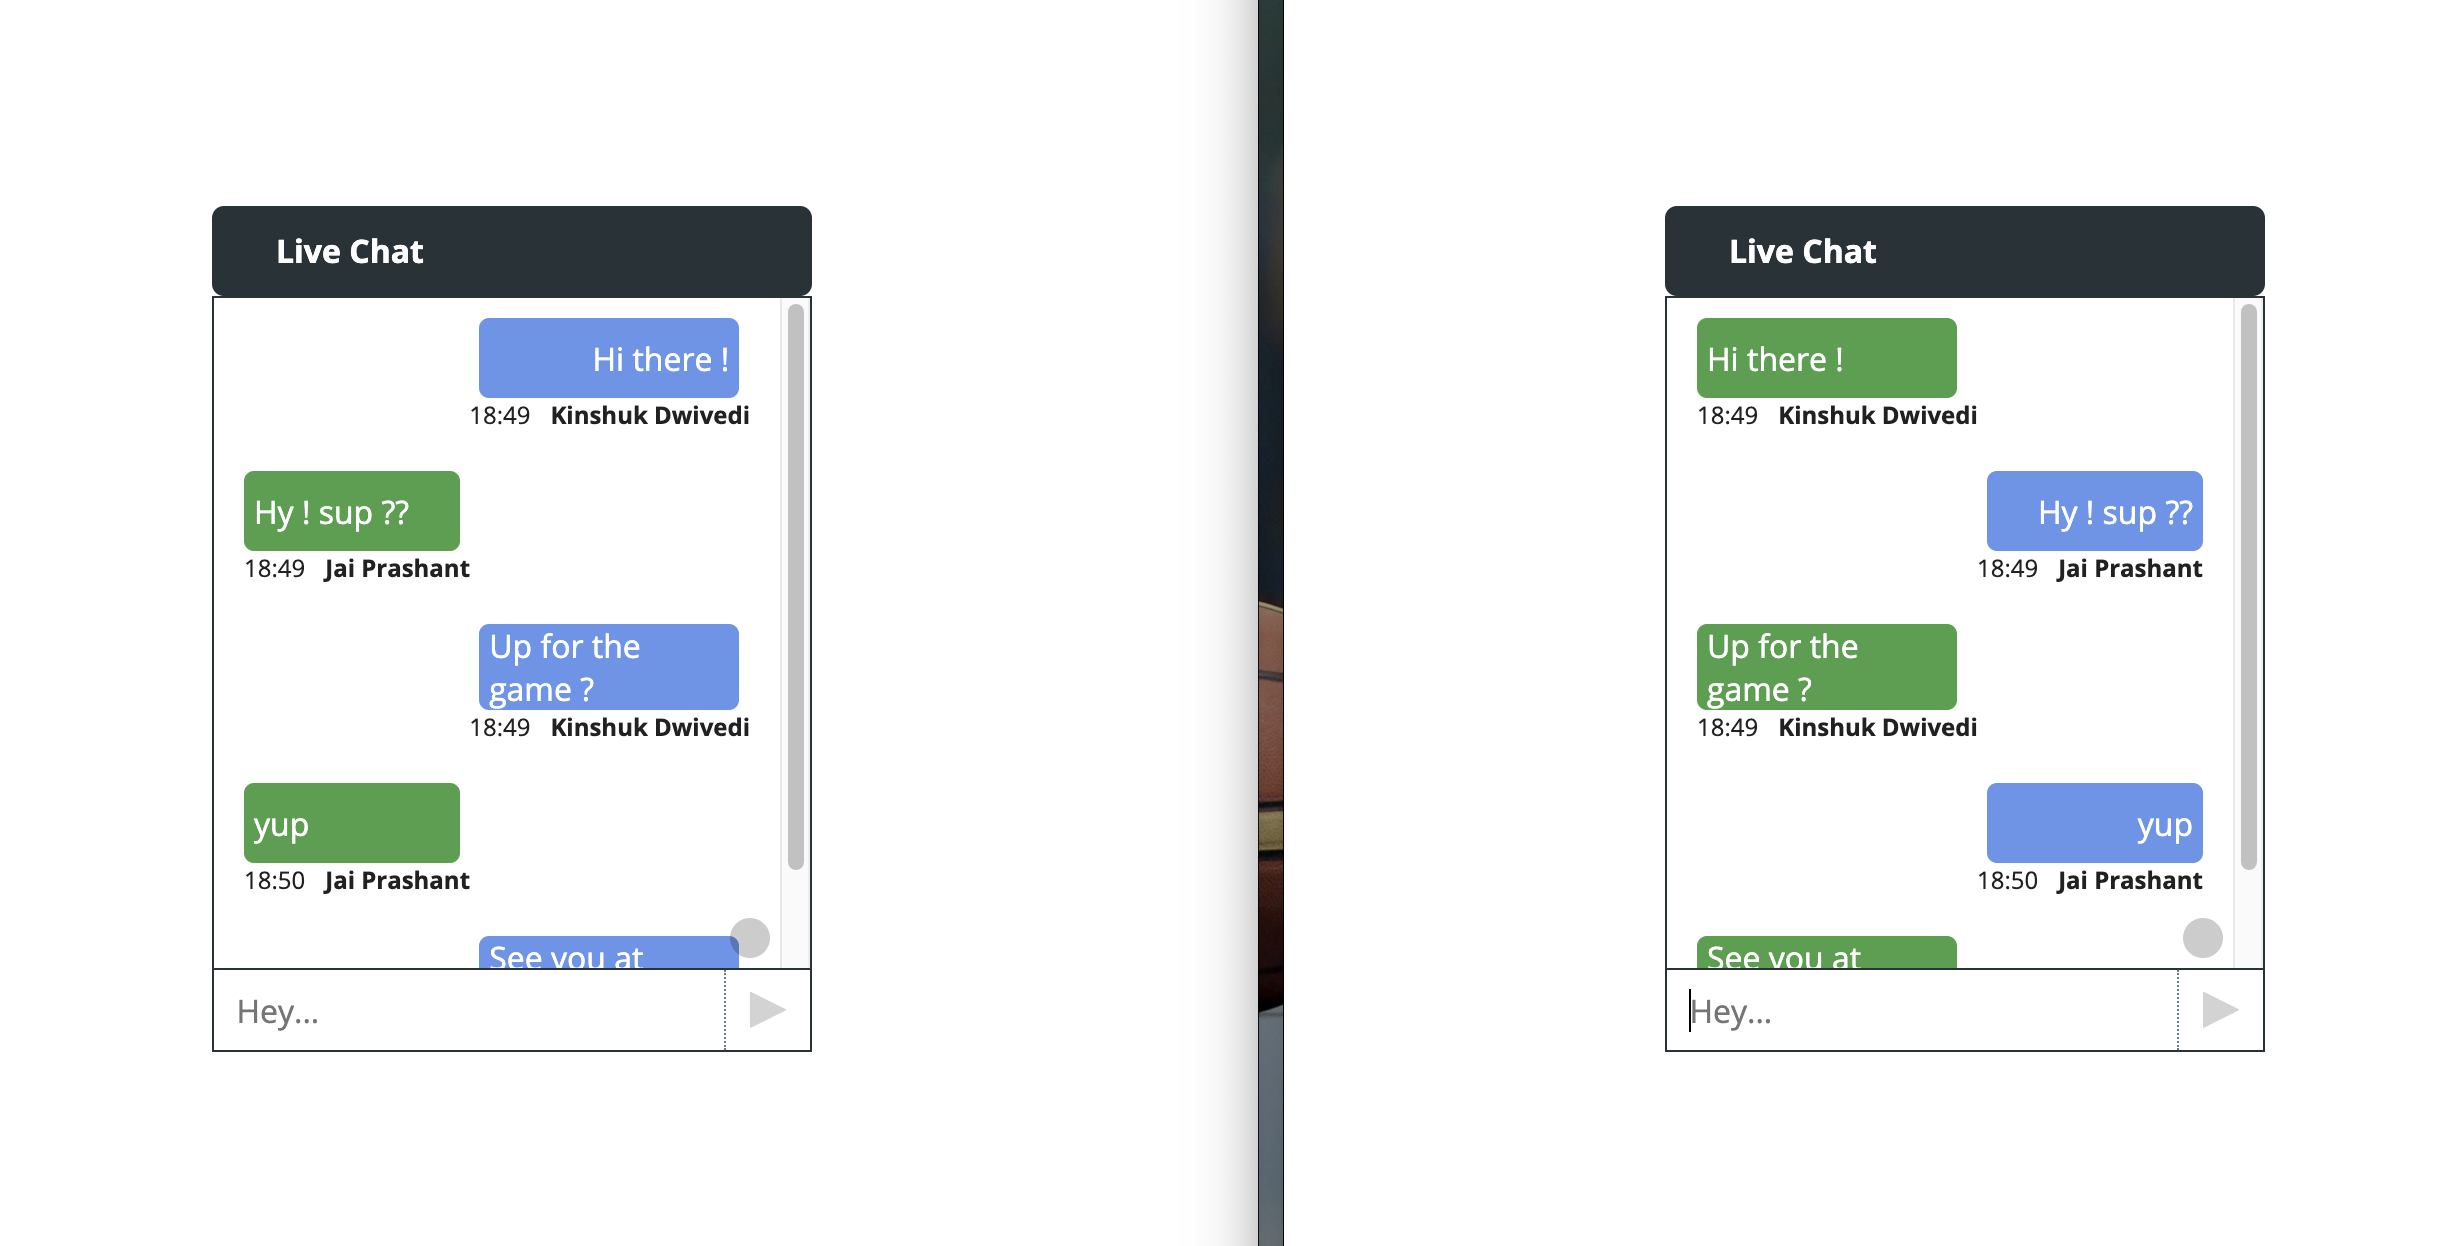 Live Chat
Hi there !
18:49 Kinshuk Dwivedi
Hy ! sup ??
18:49 Jai Prashant
Up for the
game ?
18:49 Kinshuk Dwivedi
yup
18:50 Jai Prashant
See you at
Hey...
Live Chat
Hi there !
18:49 Kinshuk Dwivedi
Hy ! sup ??
18:49 Jai Prashant
Up for the
game ?
18:49 Kinshuk Dwivedi
yup
18:50 Jai Prashant
See you at
Hey...